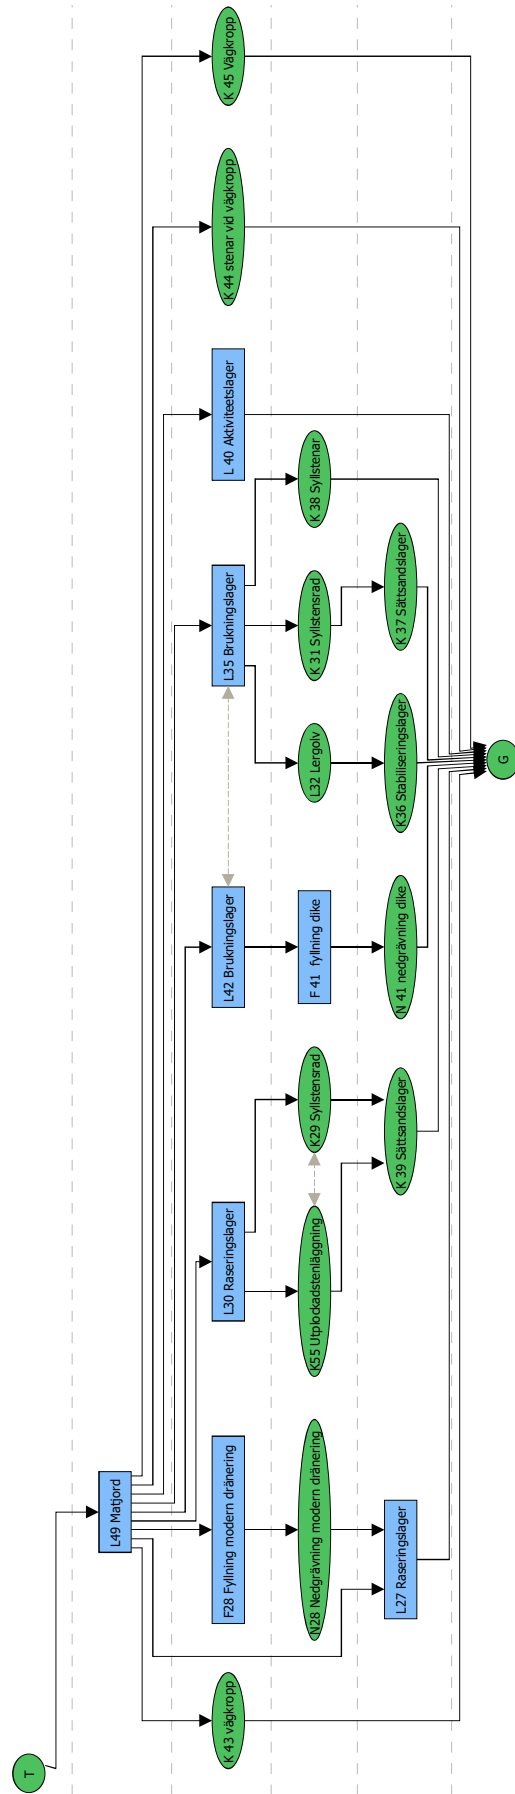 T
L49 Matjord
K 43 vägkropp
F28 Fyllning modern dränering
L30 Raseringslager
L42 Brukningslager
L35 Brukningslager
L 40 Aktiviteetslager
K 44 stenar vid vägkropp
K 45 Vägkropp
N28 Nedgrävning modern dränering
K55 Utplockadstenläggning
K29 Syllstensrad
F 41 fyllning dike
L32 Lergolv
K 31 Syllstensrad
K 38 Syllstenar
L27 Raseringslager
K 39 Sättsandslager
N 41 nedgrävning dike
K36 Stabiliseringslager
K 37 Sättsandslager
G